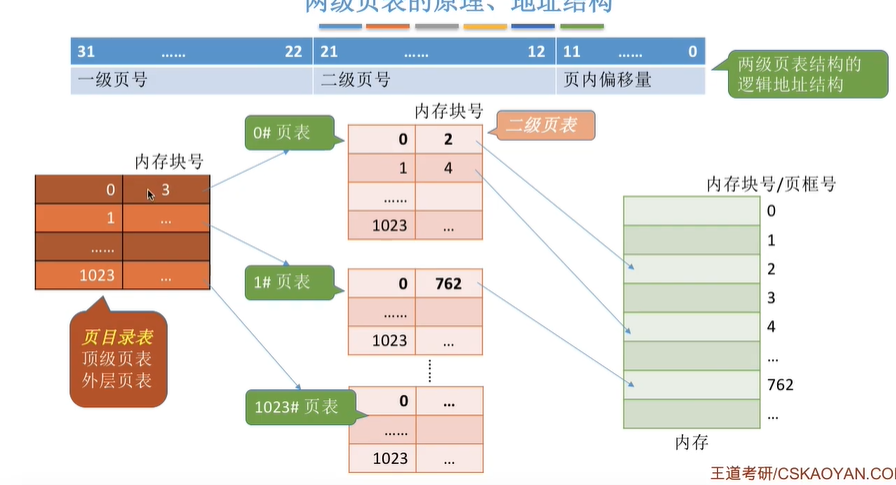 两级页表的原理、地址结构
31 …… 22 21 …… 12 11 …… 0
一级页号 二级页号 页内偏移量
两级页表结构的
逻辑地址结构
内存块号
0 3
1 ...
……
1023 ...
页目录表
顶级页表
外层页表
0# 页表
内存块号
二级页表
0 2
1 4
……
1023 ...
1# 页表
0 762
……
1023 ...
1023# 页表
0 ...
……
1023 ...
内存块号/页框号
0
1
2
3
4
...
762
...
内存
王道考研/CSKAOYAN.COM